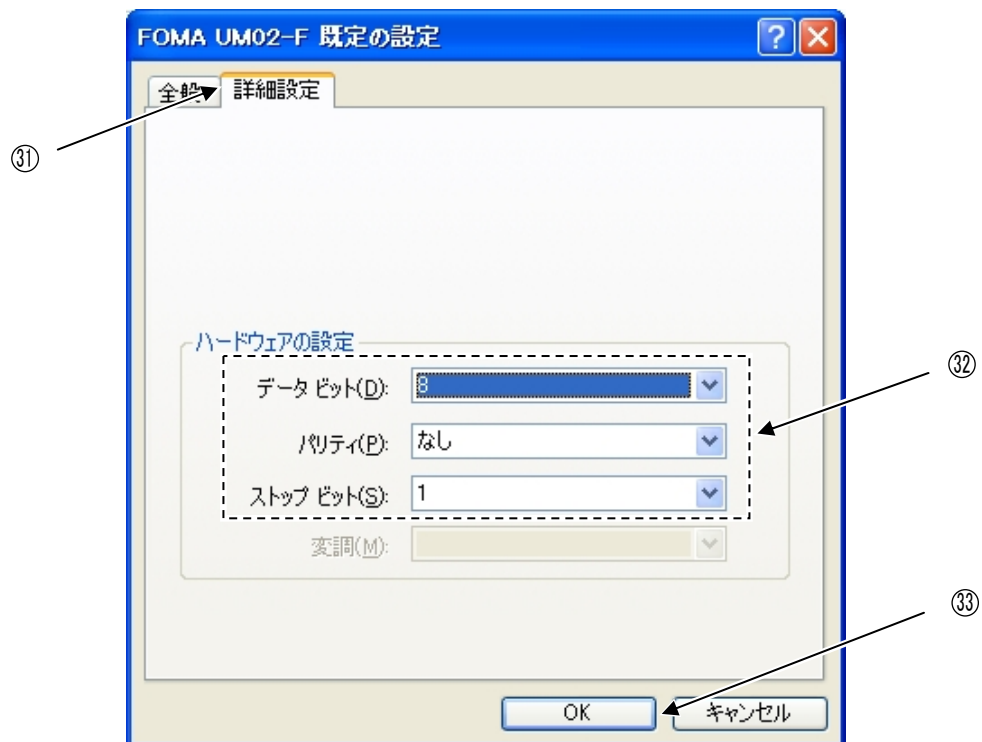 FOMA UM02-F 既定の設定
全般 詳細設定
㉛
ハードウェアの設定
データ ビット(D): 8
㉜
パリティ(P): なし
ストップ ビット(S): 1
変調(M):
㉝
OK キャンセル